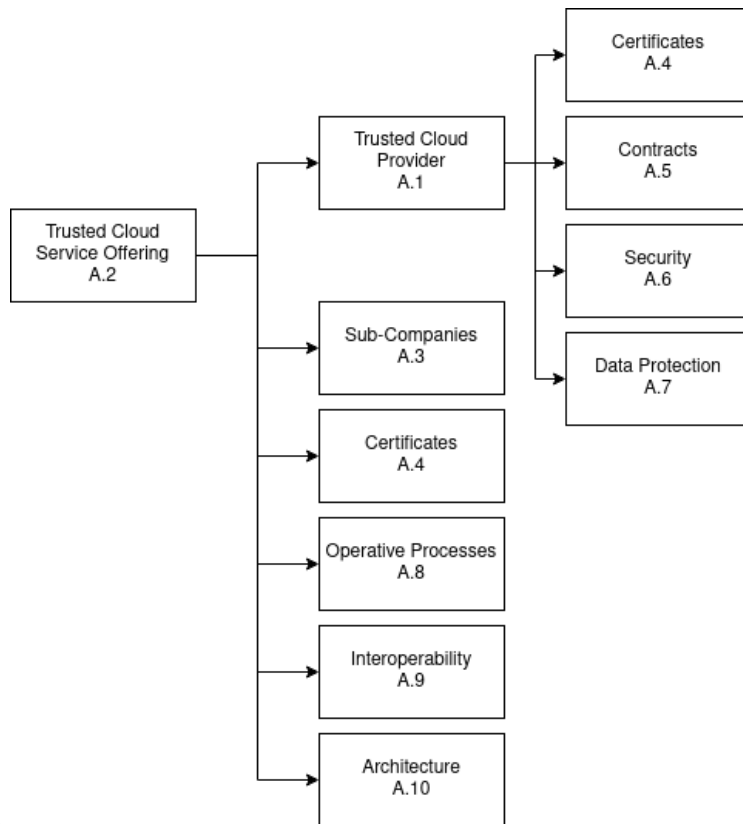 Trusted Cloud
Service Offering
A.2
Trusted Cloud
Provider
A.1
Sub-Companies
A.3
Certificates
A.4
Operative Processes
A.8
Interoperability
A.9
Architecture
A.10
Certificates
A.4
Contracts
A.5
Security
A.6
Data Protection
A.7